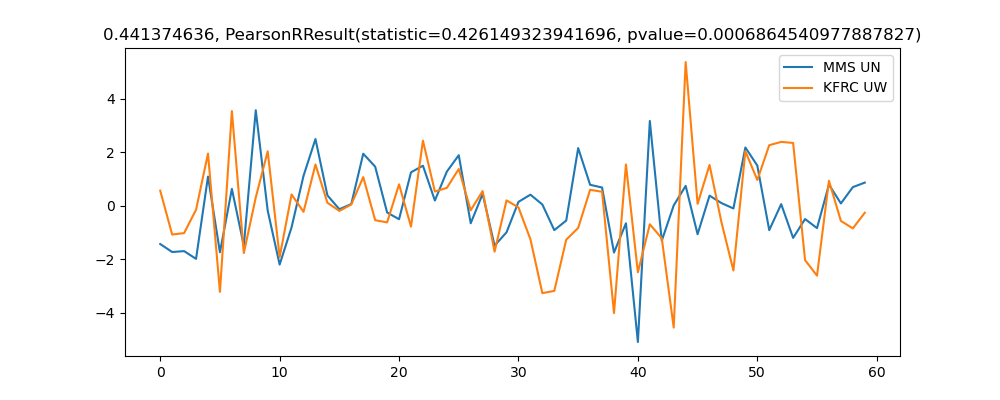 0.441374636, PearsonRResult(statistic=0.426149323941696, pvalue=0.0006864540977887827)
MMS UN
KFRC UW
4
2
0
−2
−4
0 10 20 30 40 50 60